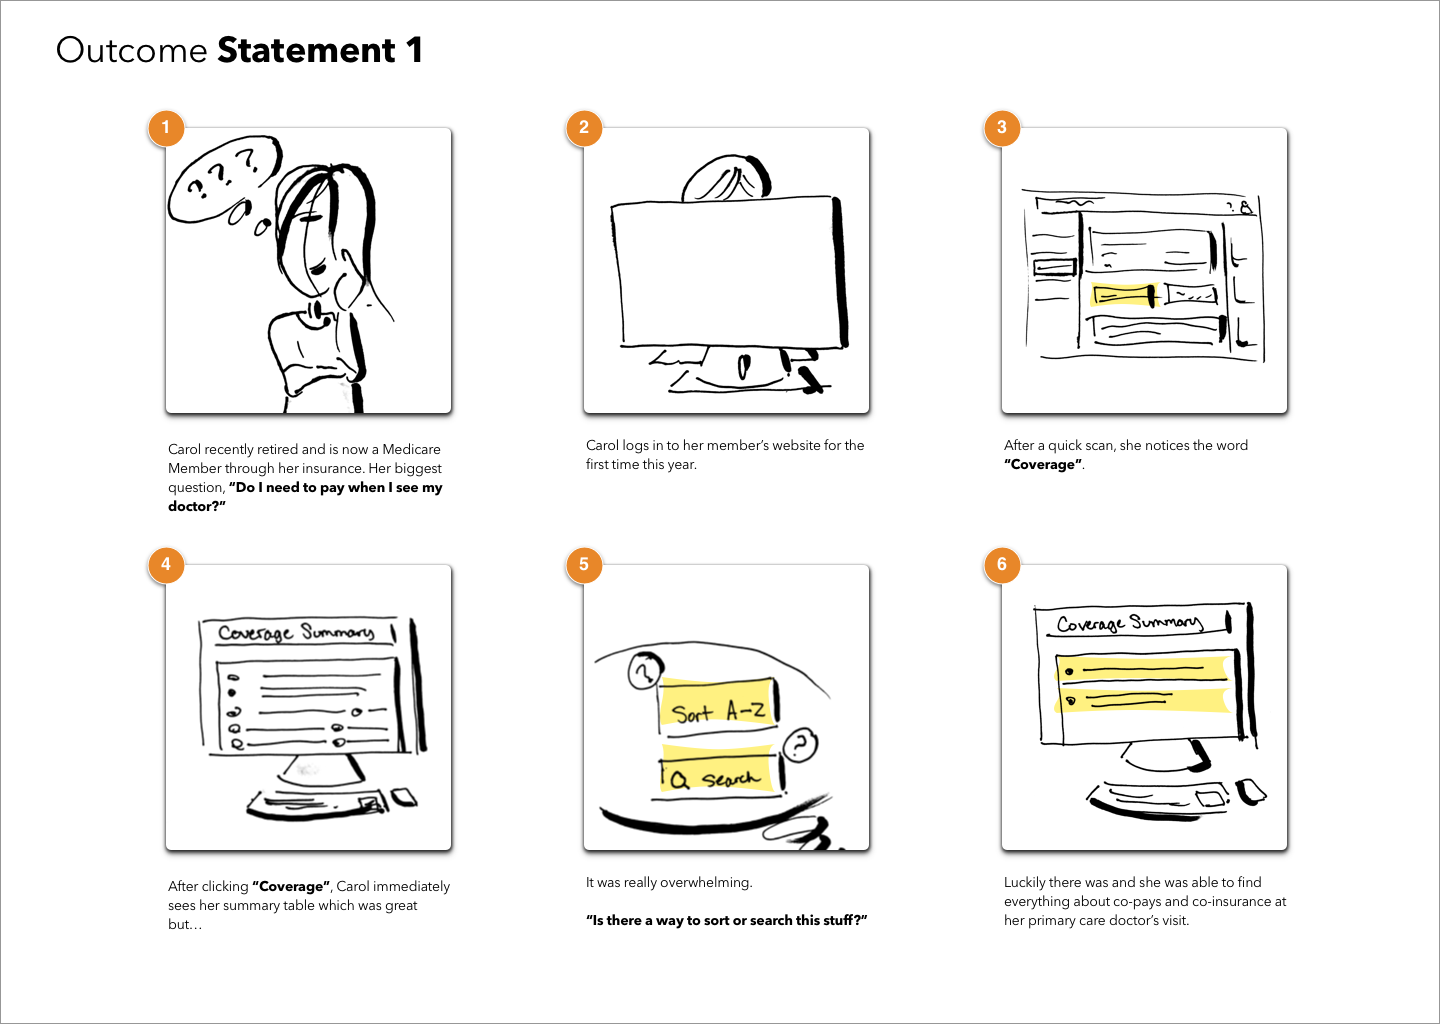 Outcome Statement 1
1
2
3
? ? ?
?
Carol recently retired and is now a Medicare
Member through her insurance. Her biggest
question, “Do I need to pay when I see my
doctor?”
Carol logs in to her member’s website for the
first time this year.
After a quick scan, she notices the word
“Coverage”.
4
5
6
Coverage Summary
?
Sort A-Z
?
search
Coverage Summary
After clicking “Coverage”, Carol immediately
sees her summary table which was great
but…
It was really overwhelming.
“Is there a way to sort or search this stuff?”
Luckily there was and she was able to find
everything about co-pays and co-insurance at
her primary care doctor’s visit.